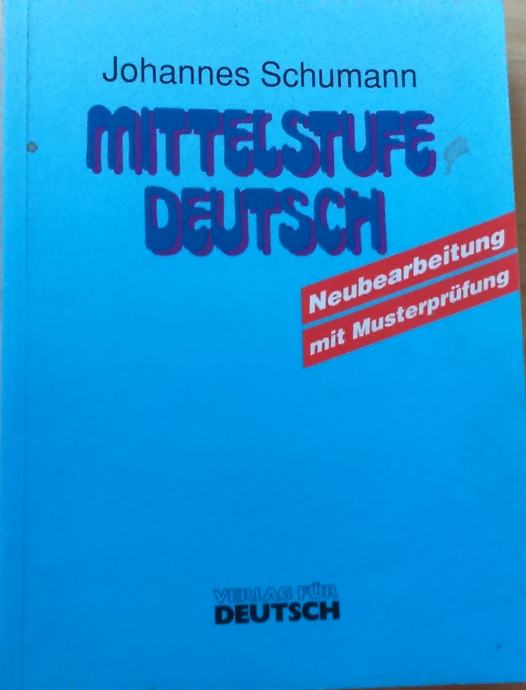 Johannes Schumann
MITTELSTUFE
DEUTSCH
Neubearbeitung
mit Musterprüfung
VERLAG FÜR
DEUTSCH